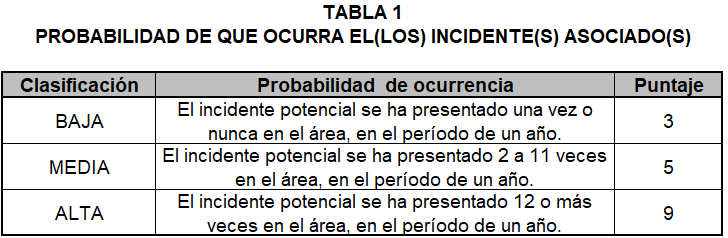 TABLA 1
PROBABILIDAD DE QUE OCURRA EL(LOS) INCIDENTE(S) ASOCIADO(S)
Clasificación Probabilidad de ocurrencia Puntaje
BAJA El incidente potencial se ha presentado una vez o nunca en el área, en el período de un año. 3
MEDIA El incidente potencial se ha presentado 2 a 11 veces en el área, en el período de un año. 5
ALTA El incidente potencial se ha presentado 12 o más veces en el área, en el período de un año. 9